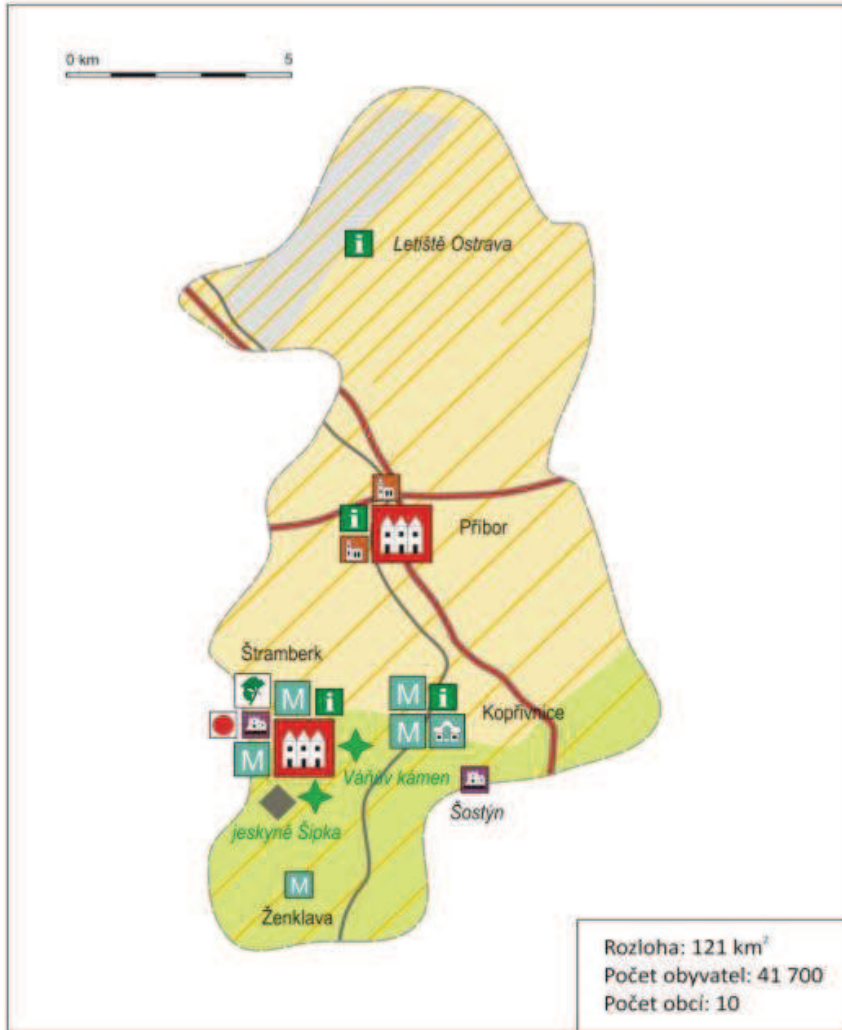 0 km 5
i Letiště Ostrava
i
Příbor
Štramberk
M i M i
Kopřivnice
M M
Váňův kámen
Šostýn
jeskyně Šipka
M
Ženklava
Rozloha: 121 km²
Počet obyvatel: 41 700
Počet obcí: 10